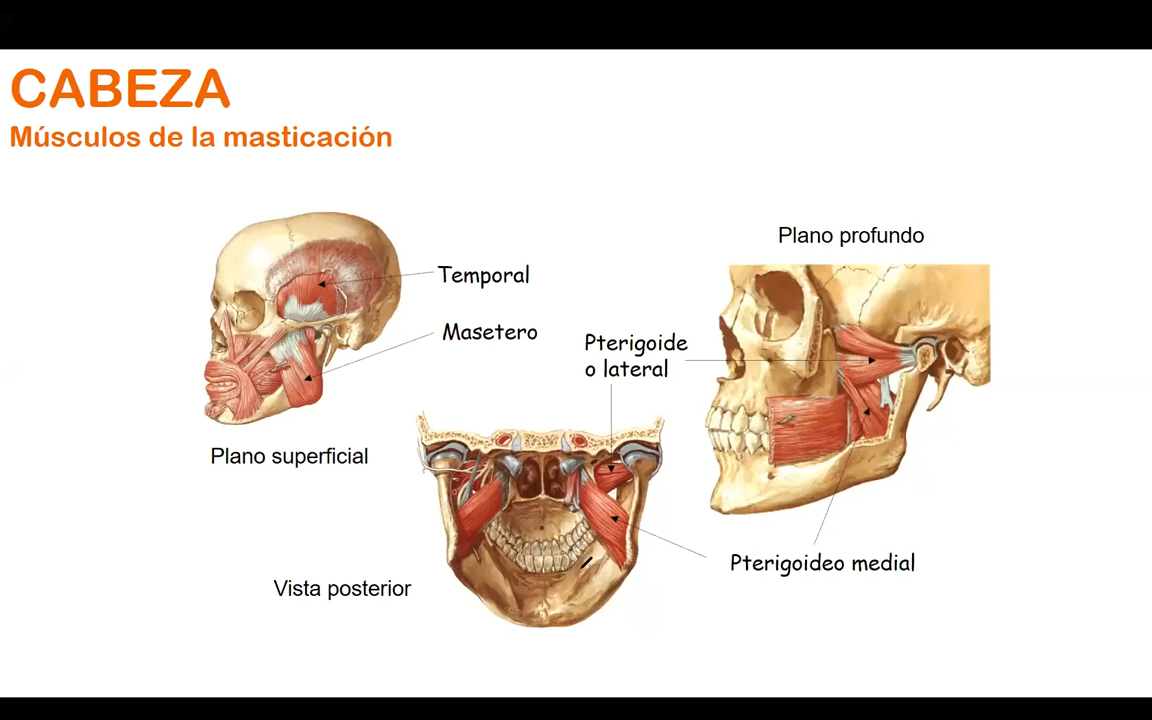 CABEZA
Músculos de la masticación
Plano profundo
Temporal
Masetero
Pterigoide
o lateral
Plano superficial
Pterigoideo medial
Vista posterior